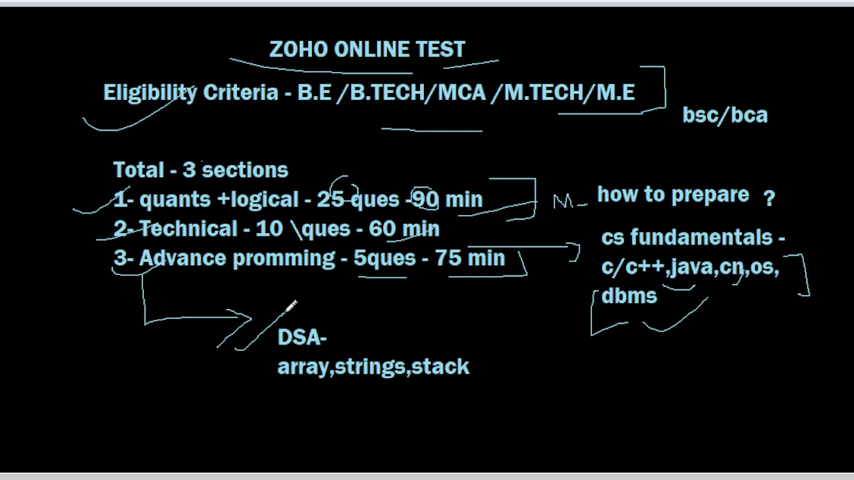 ZOHO ONLINE TEST
Eligibility Criteria - B.E /B.TECH/MCA /M.TECH/M.E
bsc/bca
Total - 3 sections
1- quants +logical - 25 ques -90 min
2- Technical - 10 \ques - 60 min
3- Advance promming - 5ques - 75 min
M-
how to prepare ?
cs fundamentals -
c/c++,java,cn,os,
dbms
DSA-
array,strings,stack